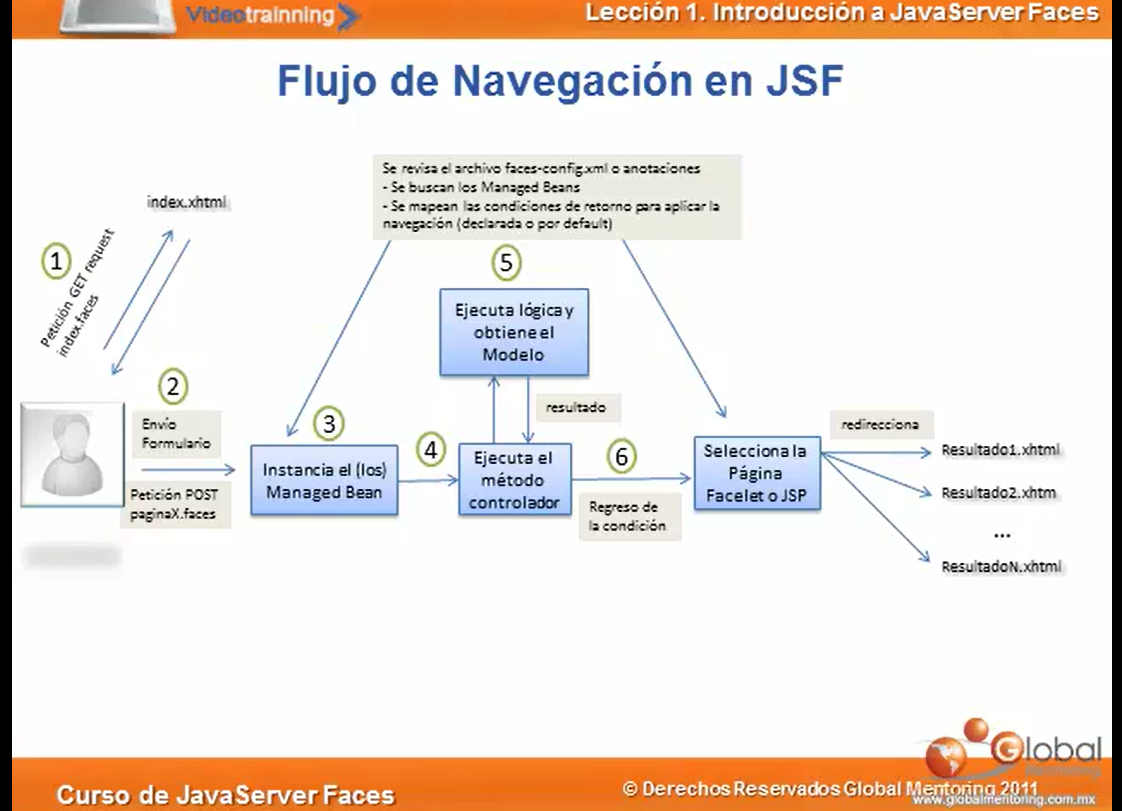 Videotrainning
Lección 1. Introducción a JavaServer Faces
Flujo de Navegación en JSF
Se revisa el archivo faces-config.xml o anotaciones
- Se buscan los Managed Beans
- Se mapean las condiciones de retorno para aplicar la
navegación (declarada o por default)
index.xhtml
1
Petición GET request
index.faces
2
Envío
Formulario
Petición POST
paginaX.faces
3
Instancia el (los)
Managed Bean
4
5
Ejecuta lógica y
obtiene el
Modelo
resultado
Ejecuta el
método
controlador
6
Regreso de
la condición
Selecciona la
Página
Facelet o JSP
redirecciona
Resultado1.xhtml
Resultado2.xhtm
...
ResultadoN.xhtml
Global
Mentoring
Curso de JavaServer Faces
© Derechos Reservados Global Mentoring 2011
www.globalmentoring.com.mx